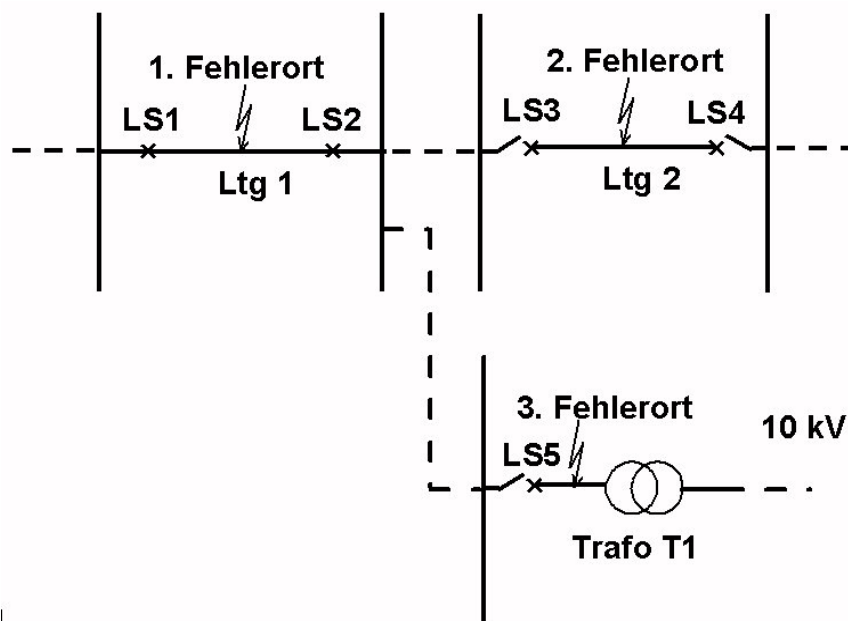 1. Fehlerort
2. Fehlerort
LS1
LS2
LS3
LS4
Ltg 1
Ltg 2
3. Fehlerort
10 kV
LS5
Trafo T1